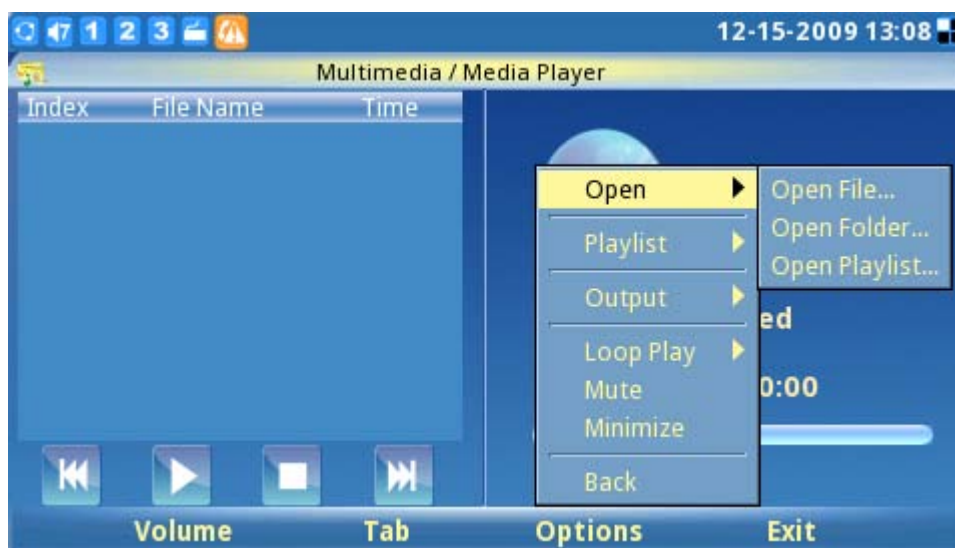 7 1 2 3 12-15-2009 13:08
Multimedia / Media Player
Index File Name Time
Open
Playlist
Output
Loop Play
Mute
Minimize
Back
Open File...
Open Folder...
Open Playlist...
ed
0:00
Volume Tab Options Exit